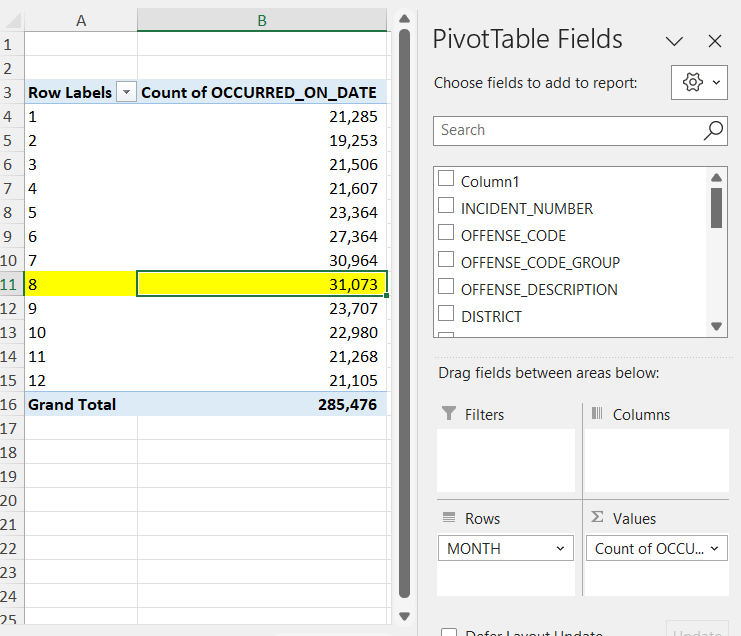 A B
1
2
3 Row Labels Count of OCCURRED_ON_DATE
4 1 21,285
5 2 19,253
6 3 21,506
7 4 21,607
8 5 23,364
9 6 27,364
10 7 30,964
11 8 31,073
12 9 23,707
13 10 22,980
14 11 21,268
15 12 21,105
16 Grand Total 285,476
17
18
19
20
21
22
23
24
25
PivotTable Fields
Choose fields to add to report:
Search
Column1
INCIDENT_NUMBER
OFFENSE_CODE
OFFENSE_CODE_GROUP
OFFENSE_DESCRIPTION
DISTRICT
Drag fields between areas below:
Filters Columns
Rows Σ Values
MONTH Count of OCCU...
Defer Layout Update Update